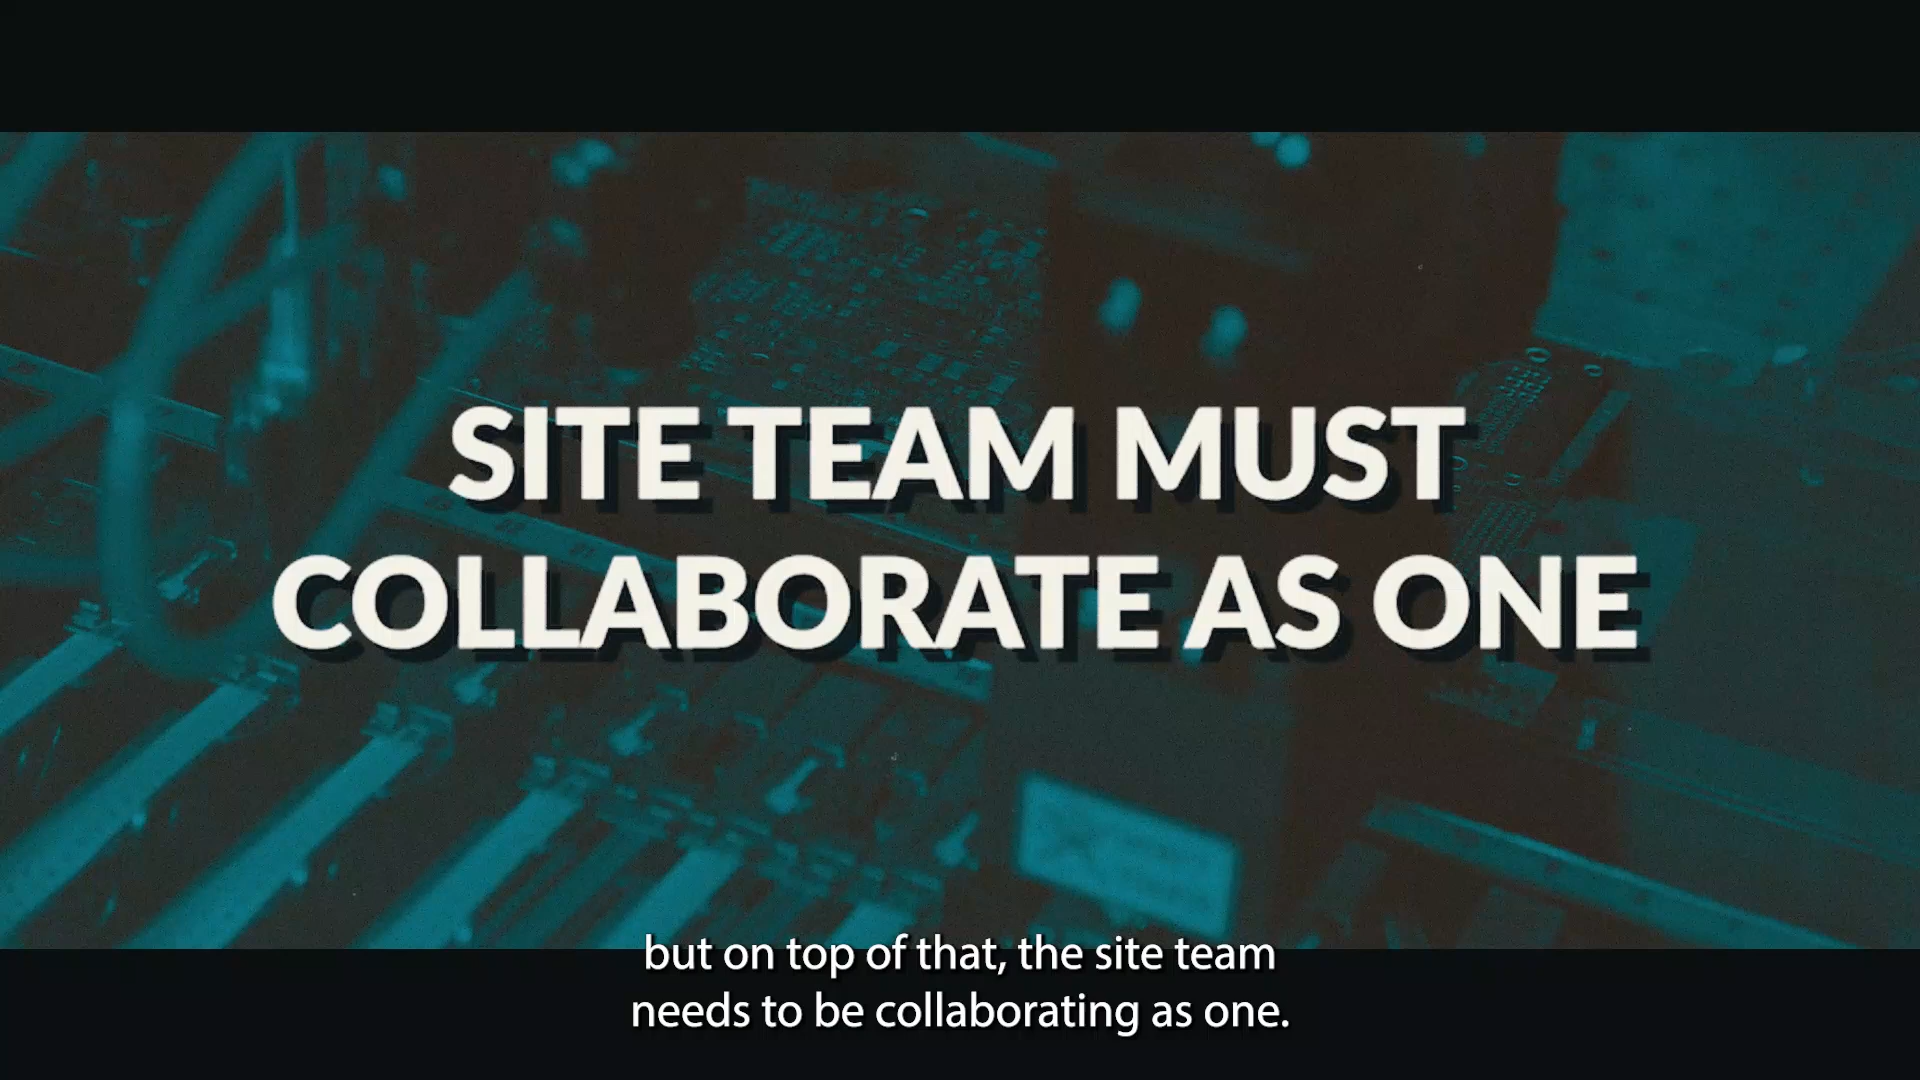 SITE TEAM MUST
COLLABORATE AS ONE
but on top of that, the site team
needs to be collaborating as one.